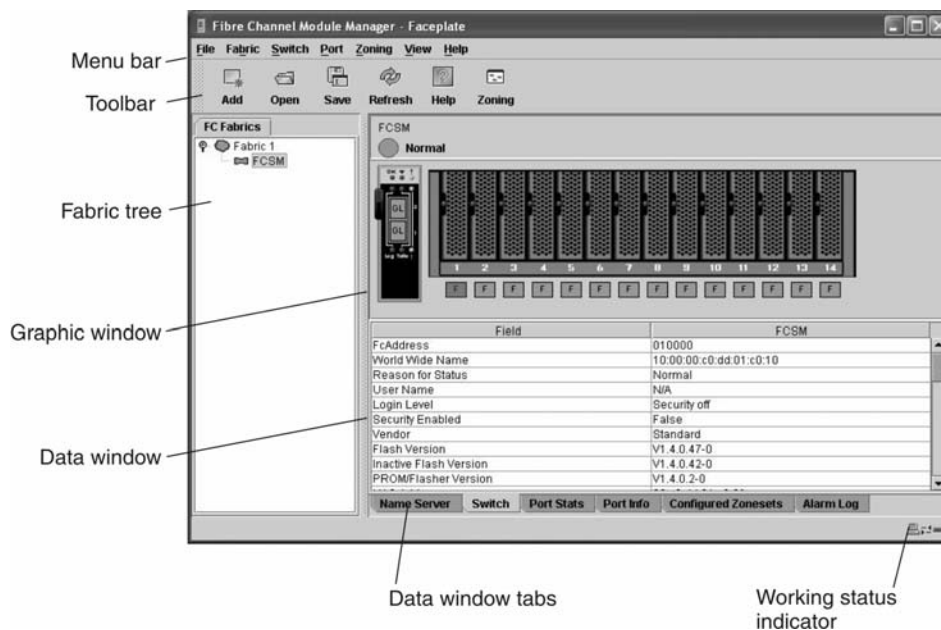 Fibre Channel Module Manager - Faceplate
File Fabric Switch Port Zoning View Help
Menu bar
Add Open Save Refresh Help Zoning
Toolbar
FC Fabrics
Fabric 1
FCSM
Fabric tree
FCSM
Normal
GL
GL
1 2 3 4 5 6 7 8 9 10 11 12 13 14
F F F F F F F F F F F F F F
Graphic window
Field FCSM
FcAddress 010000
World Wide Name 10:00:00:c0:dd:01:c0:10
Reason for Status Normal
User Name N/A
Login Level Security off
Security Enabled False
Vendor Standard
Flash Version V1.4.0.47-0
Inactive Flash Version V1.4.0.42-0
PROM/Flasher Version V1.4.0.2-0
Data window
Name Server Switch Port Stats Port Info Configured Zonesets Alarm Log
Data window tabs
Working status
indicator